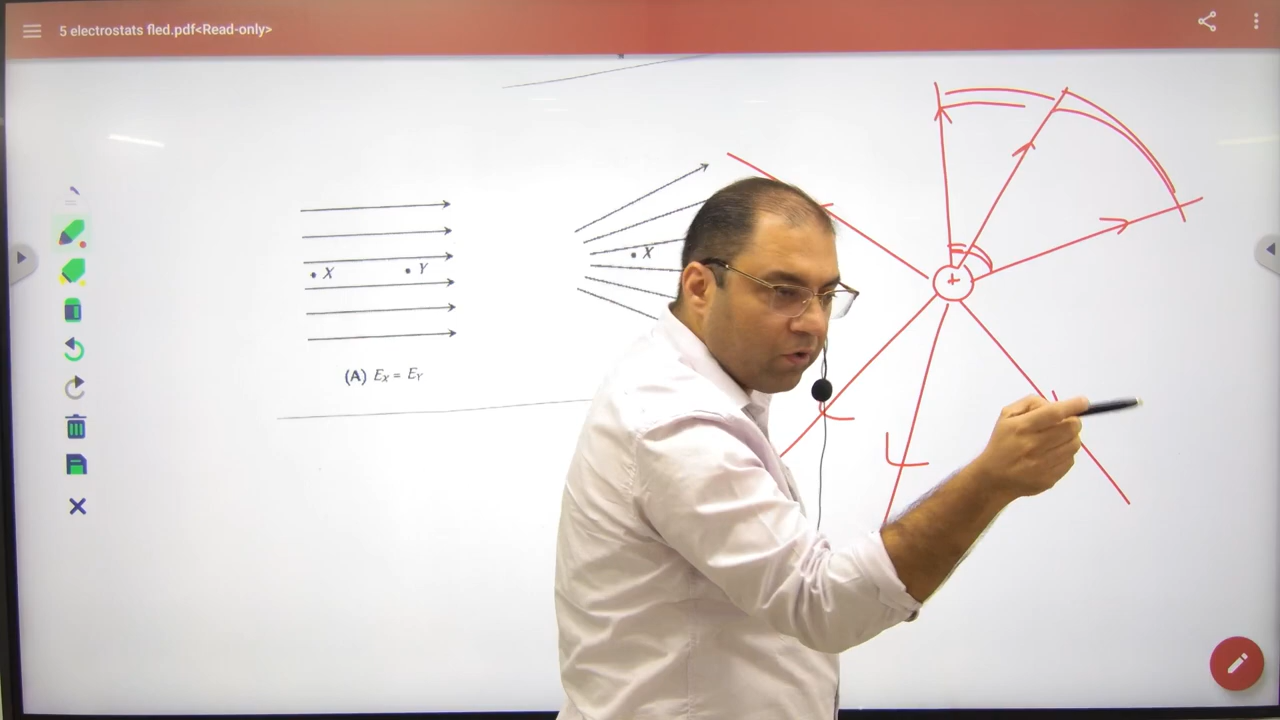 5 electrostats fled.pdf<Read-only>
X
Y
X
+
(A) EX = EY